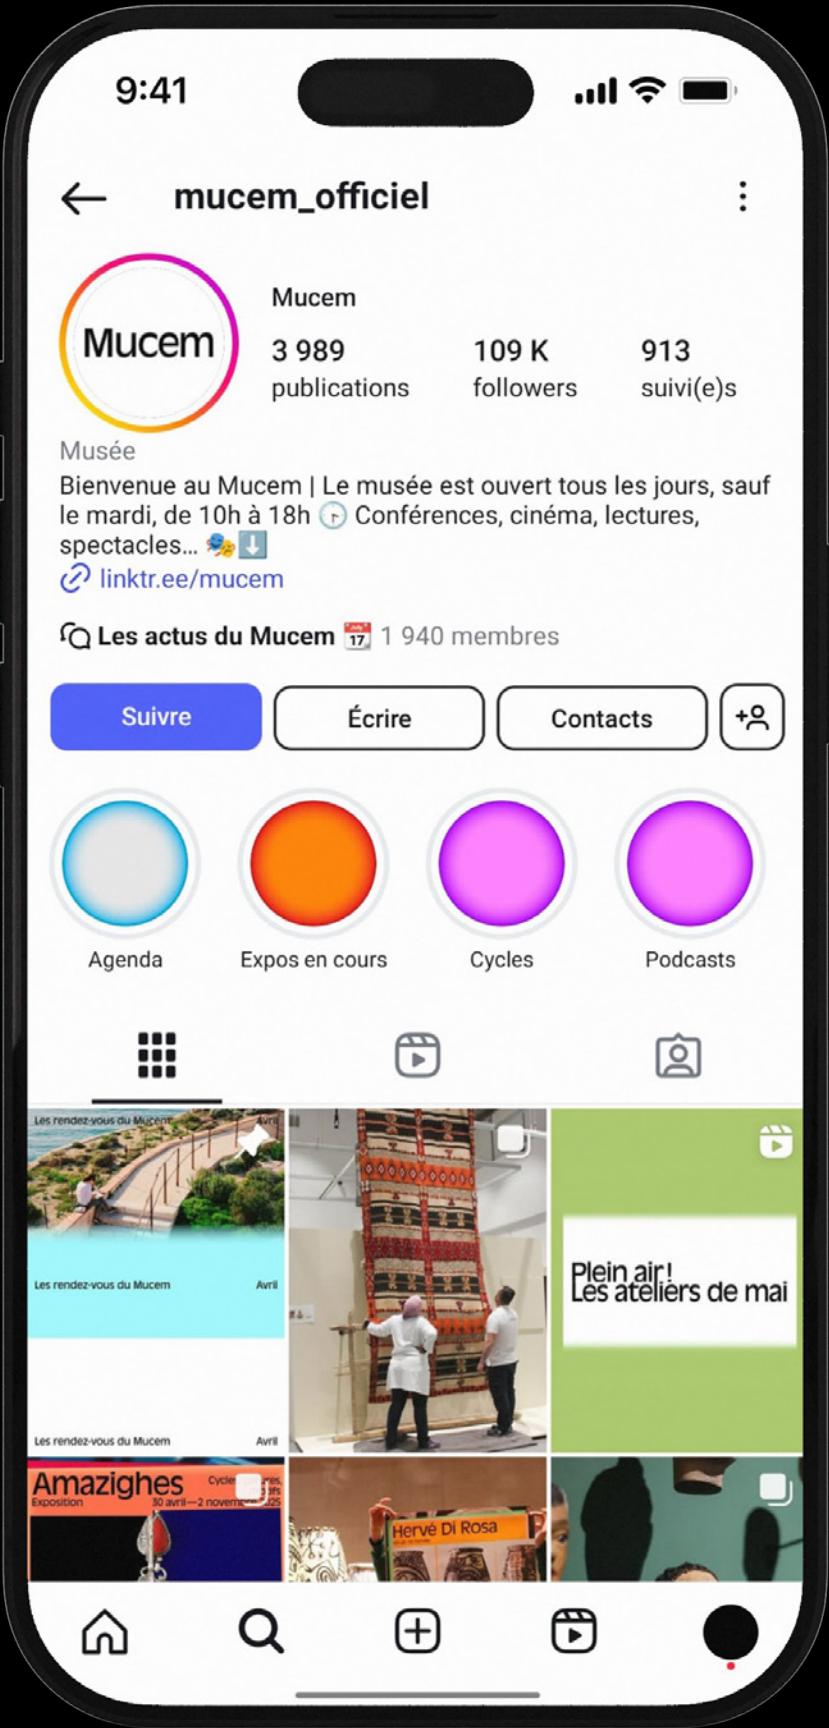 9:41
mucem_officiel
Mucem
Mucem
3 989
109 K
913
publications
followers
suivi(e)s
Musée
Bienvenue au Mucem | Le musée est ouvert tous les jours, sauf
le mardi, de 10h à 18h 🕞 Conférences, cinéma, lectures,
spectacles... 🎭⬇️
linktr.ee/mucem
Les actus du Mucem 📅 1 940 membres
Suivre
Écrire
Contacts
Agenda
Expos en cours
Cycles
Podcasts
Les rendez-vous du Mucem Avril
Les rendez-vous du Mucem Avril
Les rendez-vous du Mucem Avril
Plein air!
Les ateliers de mai
Amazighes
Exposition 30 avril—2 novembre
Hervé Di Rosa